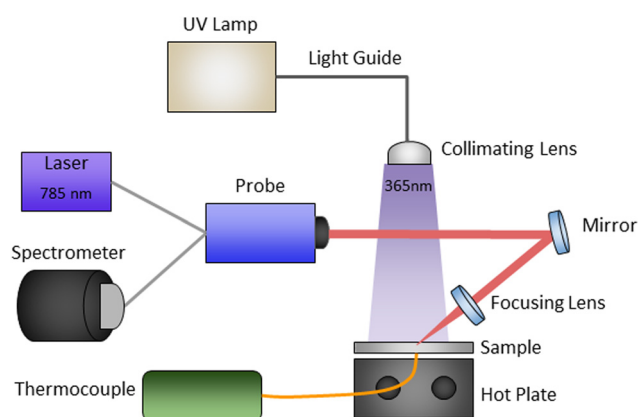 UV Lamp
Light Guide
Collimating Lens
Laser
785 nm
Probe
365nm
Mirror
Spectrometer
Focusing Lens
Sample
Thermocouple
Hot Plate